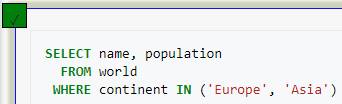 SELECT name, population
FROM world
WHERE continent IN ('Europe', 'Asia')